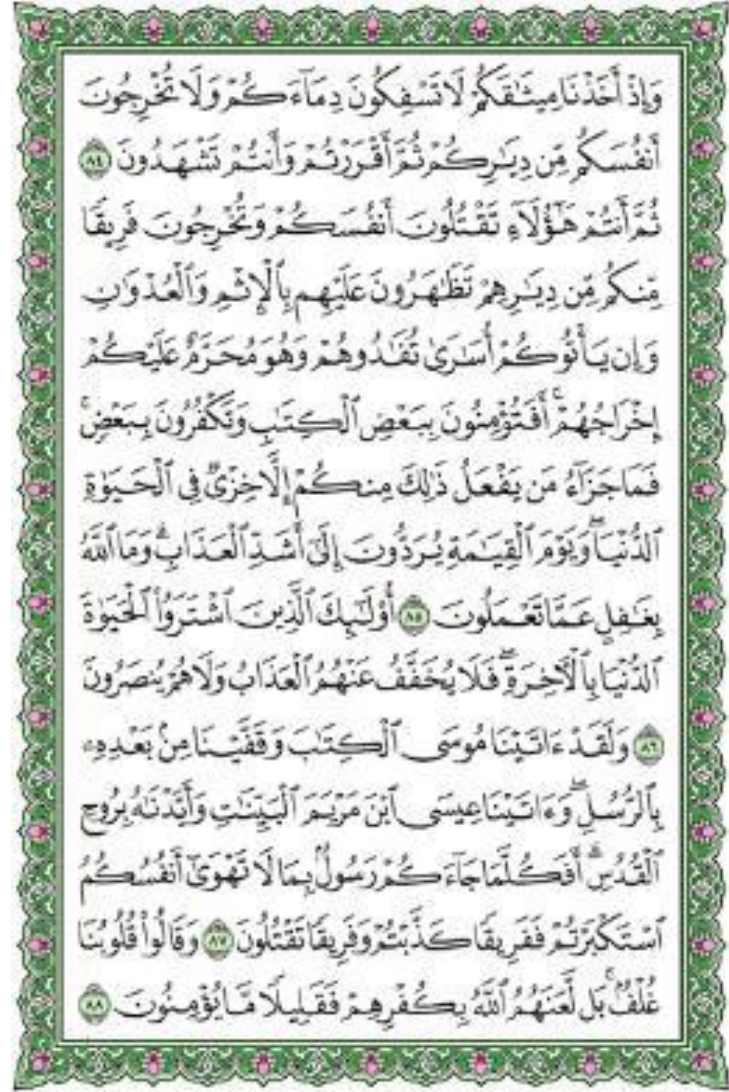 وَإِذْ أَخَذْنَا مِيثَٰقَكُمْ لَا تَسْفِكُونَ دِمَآءَكُمْ وَلَا تُخْرِجُونَ
أَنفُسَكُم مِّن دِيَٰرِكُمْ ثُمَّ أَقْرَرْتُمْ وَأَنتُمْ تَشْهَدُونَ ٨٤
ثُمَّ أَنتُمْ هَٰٓؤُلَآءِ تَقْتُلُونَ أَنفُسَكُمْ وَتُخْرِجُونَ فَرِيقًا
مِّنكُم مِّن دِيَٰرِهِمْ تَظَٰهَرُونَ عَلَيْهِم بِٱلْإِثْمِ وَٱلْعُدْوَٰنِ
وَإِن يَأْتُوكُمْ أُسَٰرَىٰ تُفَٰدُوهُمْ وَهُوَ مُحَرَّمٌ عَلَيْكُمْ
إِخْرَاجُهُمْ ۚ أَفَتُؤْمِنُونَ بِبَعْضِ ٱلْكِتَٰبِ وَتَكْفُرُونَ بِبَعْضٍ ۚ
فَمَا جَزَآءُ مَن يَفْعَلُ ذَٰلِكَ مِنكُمْ إِلَّا خِزْىٌ فِى ٱلْحَيَوٰةِ
ٱلدُّنْيَا ۖ وَيَوْمَ ٱلْقِيَٰمَةِ يُرَدُّونَ إِلَىٰٓ أَشَدِّ ٱلْعَذَابِ ۗ وَمَا ٱللَّهُ
بِغَٰفِلٍ عَمَّا تَعْمَلُونَ ٨٥ أُو۟لَٰٓئِكَ ٱلَّذِينَ ٱشْتَرَوُا۟ ٱلْحَيَوٰةَ
ٱلدُّنْيَا بِٱلْءَاخِرَةِ ۖ فَلَا يُخَفَّفُ عَنْهُمُ ٱلْعَذَابُ وَلَا هُمْ يُنصَرُونَ
٨٦ وَلَقَدْ ءَاتَيْنَا مُوسَى ٱلْكِتَٰبَ وَقَفَّيْنَا مِنۢ بَعْدِهِۦ
بِٱلرُّسُلِ ۖ وَءَاتَيْنَا عِيسَى ٱبْنَ مَرْيَمَ ٱلْبَيِّنَٰتِ وَأَيَّدْنَٰهُ بِرُوحِ
ٱلْقُدُسِ ۗ أَفَكُلَّمَا جَآءَكُمْ رَسُولٌۢ بِمَا لَا تَهْوَىٰٓ أَنفُسُكُمُ
ٱسْتَكْبَرْتُمْ فَفَرِيقًا كَذَّبْتُمْ وَفَرِيقًا تَقْتُلُونَ ٨٧ وَقَالُوا۟ قُلُوبُنَا
غُلْفٌۢ ۚ بَل لَّعَنَهُمُ ٱللَّهُ بِكُفْرِهِمْ فَقَلِيلًا مَّا يُؤْمِنُونَ ٨٨